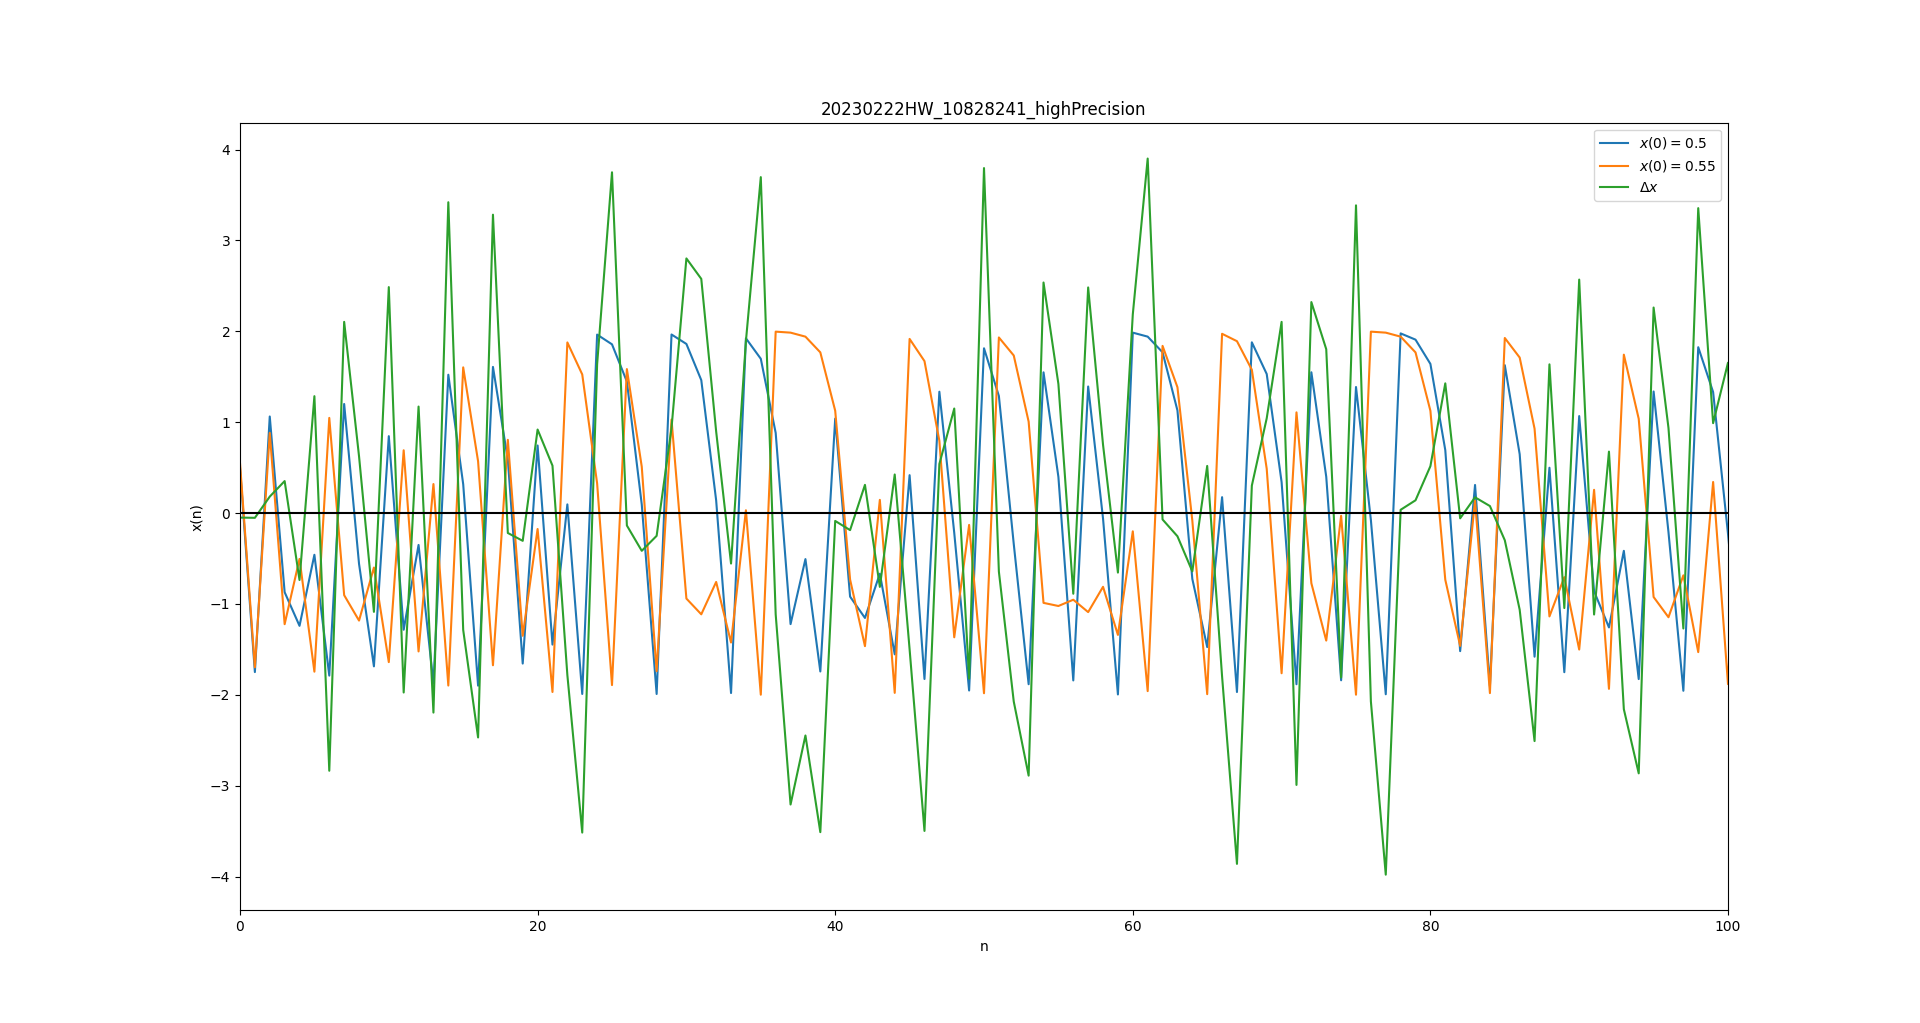 20230222HW_10828241_highPrecision
x(0) = 0.5
x(0) = 0.55
Δx
4
3
2
1
0
−1
−2
−3
−4
x(n)
0 20 40 60 80 100
n